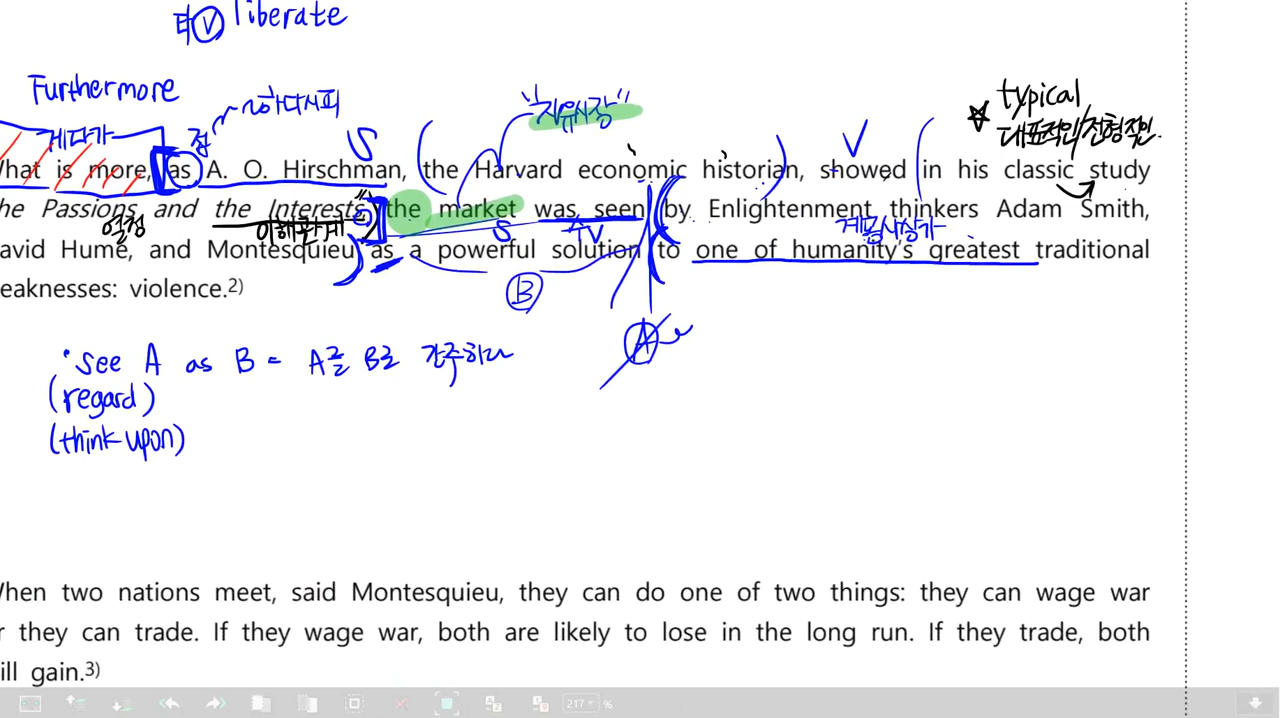 liberate
Furthermore
게다가
~하다시피
"자유시장"
typical
대표적인/전형적인
What is more, as A. O. Hirschman, the Harvard economic historian, showed in his classic study
S
V
he Passions and the Interests, the market was seen by Enlightenment thinkers Adam Smith,
열정
이해관계
S
V
계몽사상가
avid Hume, and Montesquieu as a powerful solution to one of humanity's greatest traditional
B
eaknesses: violence.2)
A
see A as B = A를 B로 간주하다
(regard)
(think upon)
When two nations meet, said Montesquieu, they can do one of two things: they can wage war
r they can trade. If they wage war, both are likely to lose in the long run. If they trade, both
ill gain.3)
217 %